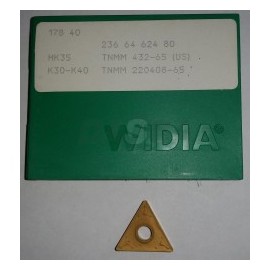 178 40
236 64 624 80
HK35 TNMM 432-65 (US)
K30-K40 TNMM 220408-65
WIDIA